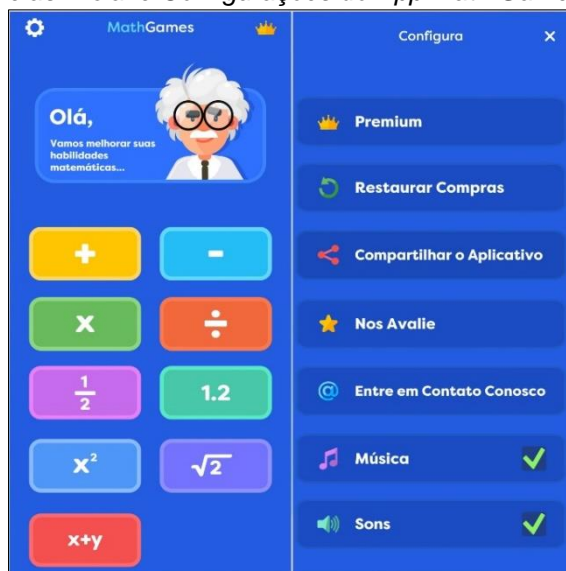 MathGames
Olá,
Vamos melhorar suas
habilidades
matemáticas...
+
-
x
÷
1/2
1.2
x²
√2
x+y
Configura
×
Premium
Restaurar Compras
Compartilhar o Aplicativo
Nos Avalie
@ Entre em Contato Conosco
Música
Sons